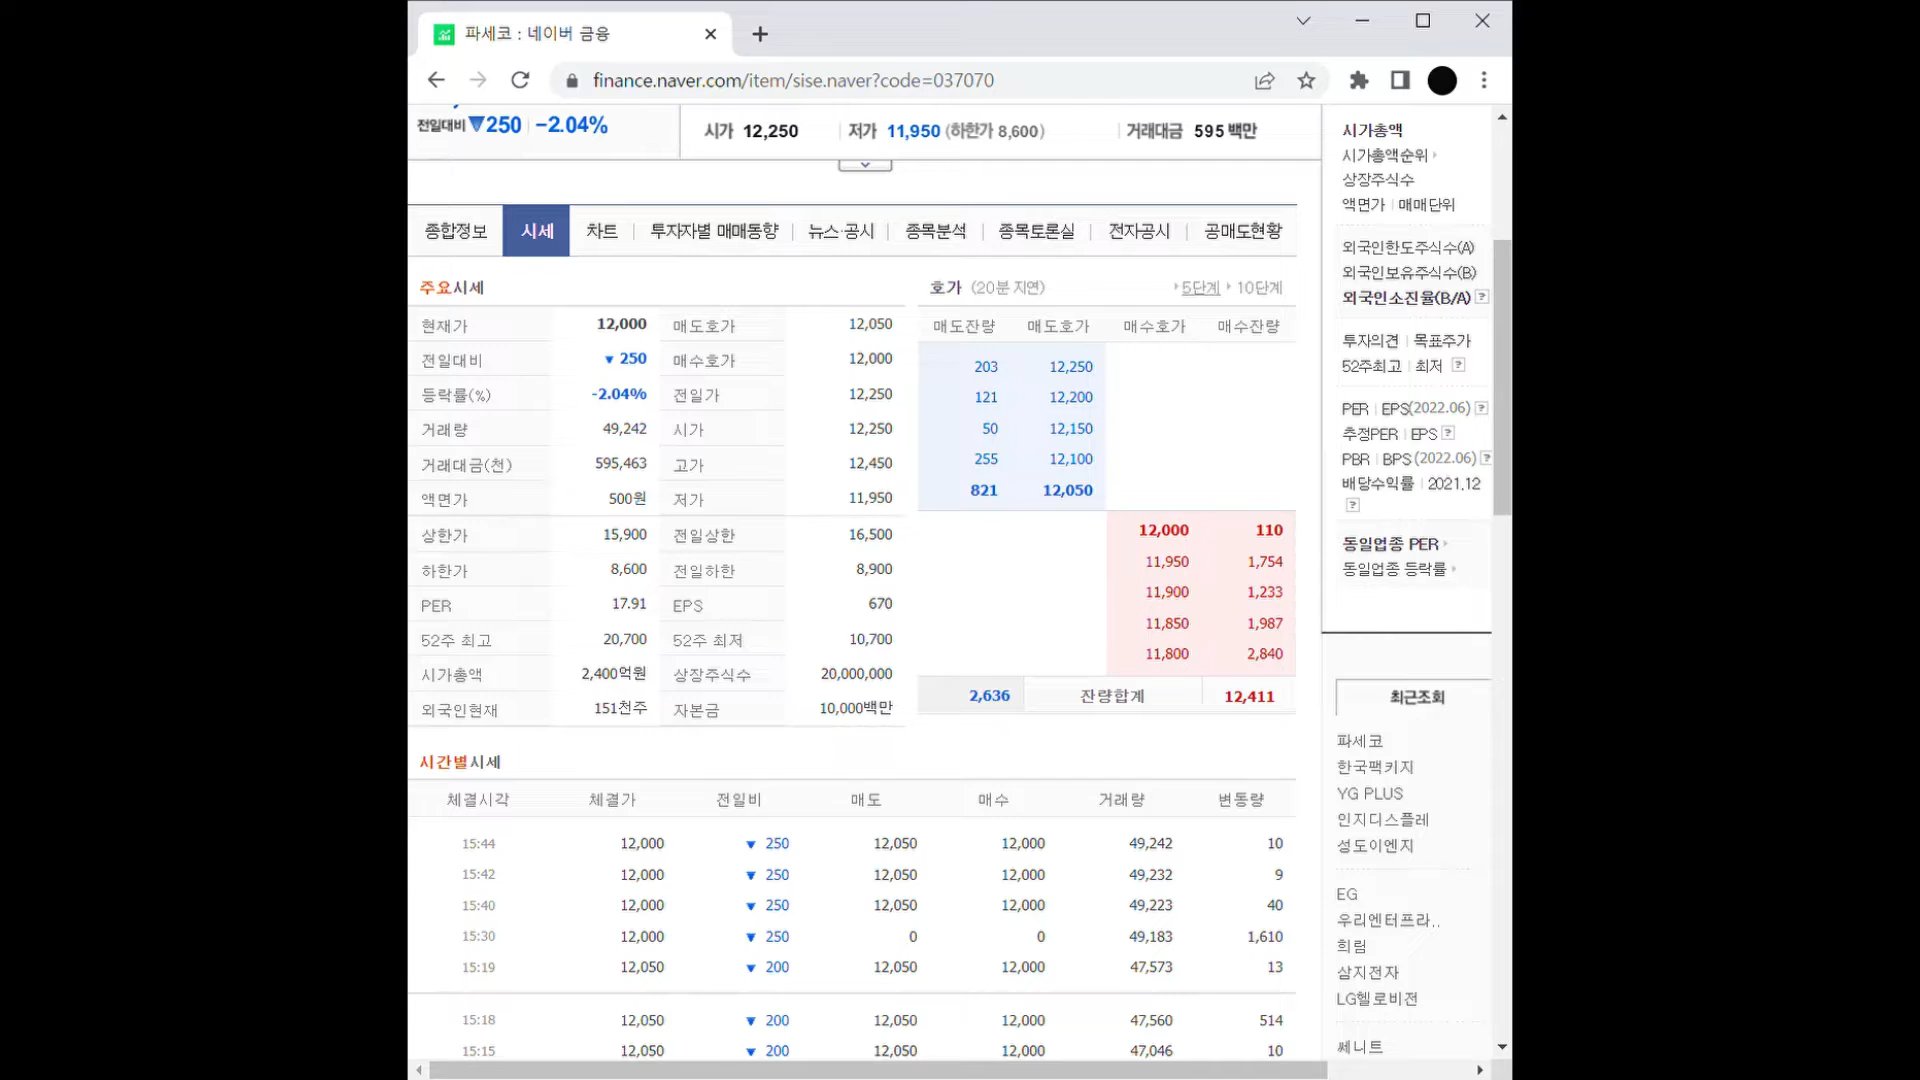 파세코 : 네이버 금융
finance.naver.com/item/sise.naver?code=037070
전일대비 ▼250 -2.04%
시가 12,250 저가 11,950 (하한가 8,600) 거래대금 595 백만
종합정보 시세 차트 투자자별 매매동향 뉴스·공시 종목분석 종목토론실 전자공시 공매도현황
주요시세
현재가 12,000 매도호가 12,050
전일대비 ▼ 250 매수호가 12,000
등락률(%) -2.04% 전일가 12,250
거래량 49,242 시가 12,250
거래대금(천) 595,463 고가 12,450
액면가 500원 저가 11,950
상한가 15,900 전일상한 16,500
하한가 8,600 전일하한 8,900
PER 17.91 EPS 670
52주 최고 20,700 52주 최저 10,700
시가총액 2,400억원 상장주식수 20,000,000
외국인현재 151천주 자본금 10,000백만
호가 (20분 지연) 5단계 10단계
매도잔량 매도호가 매수호가 매수잔량
203 12,250
121 12,200
50 12,150
255 12,100
821 12,050
12,000 110
11,950 1,754
11,900 1,233
11,850 1,987
11,800 2,840
2,636 잔량합계 12,411
시간별시세
체결시각 체결가 전일비 매도 매수 거래량 변동량
15:44 12,000 ▼ 250 12,050 12,000 49,242 10
15:42 12,000 ▼ 250 12,050 12,000 49,232 9
15:40 12,000 ▼ 250 12,050 12,000 49,223 40
15:30 12,000 ▼ 250 0 0 49,183 1,610
15:19 12,050 ▼ 200 12,050 12,000 47,573 13
15:18 12,050 ▼ 200 12,050 12,000 47,560 514
15:15 12,050 ▼ 200 12,050 12,000 47,046 10
시가총액
시가총액순위
상장주식수
액면가 매매단위
외국인한도주식수(A)
외국인보유주식수(B)
외국인소진율(B/A) ?
투자의견 목표주가
52주최고 최저 ?
PER EPS(2022.06) ?
추정PER EPS ?
PBR BPS(2022.06) ?
배당수익률 2021.12
?
동일업종 PER
동일업종 등락률
최근조회
파세코
한국팩키지
YG PLUS
인지디스플레
성도이엔지
EG
우리엔터프라..
희림
삼지전자
LG헬로비전
쎄니트